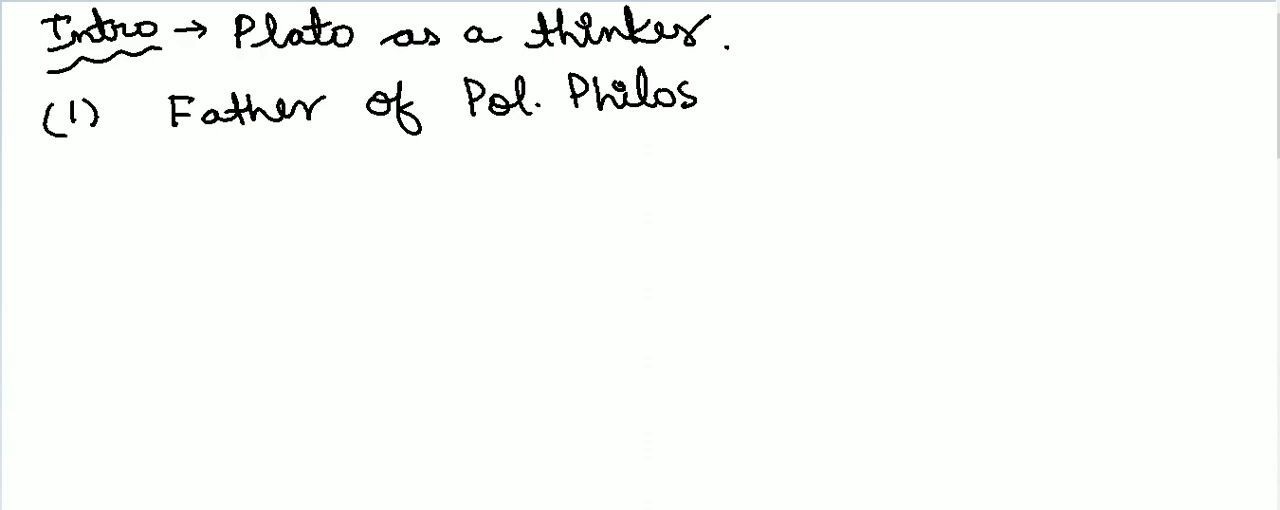 Intro → Plato as a thinker.
(1) Father of Pol. Philos